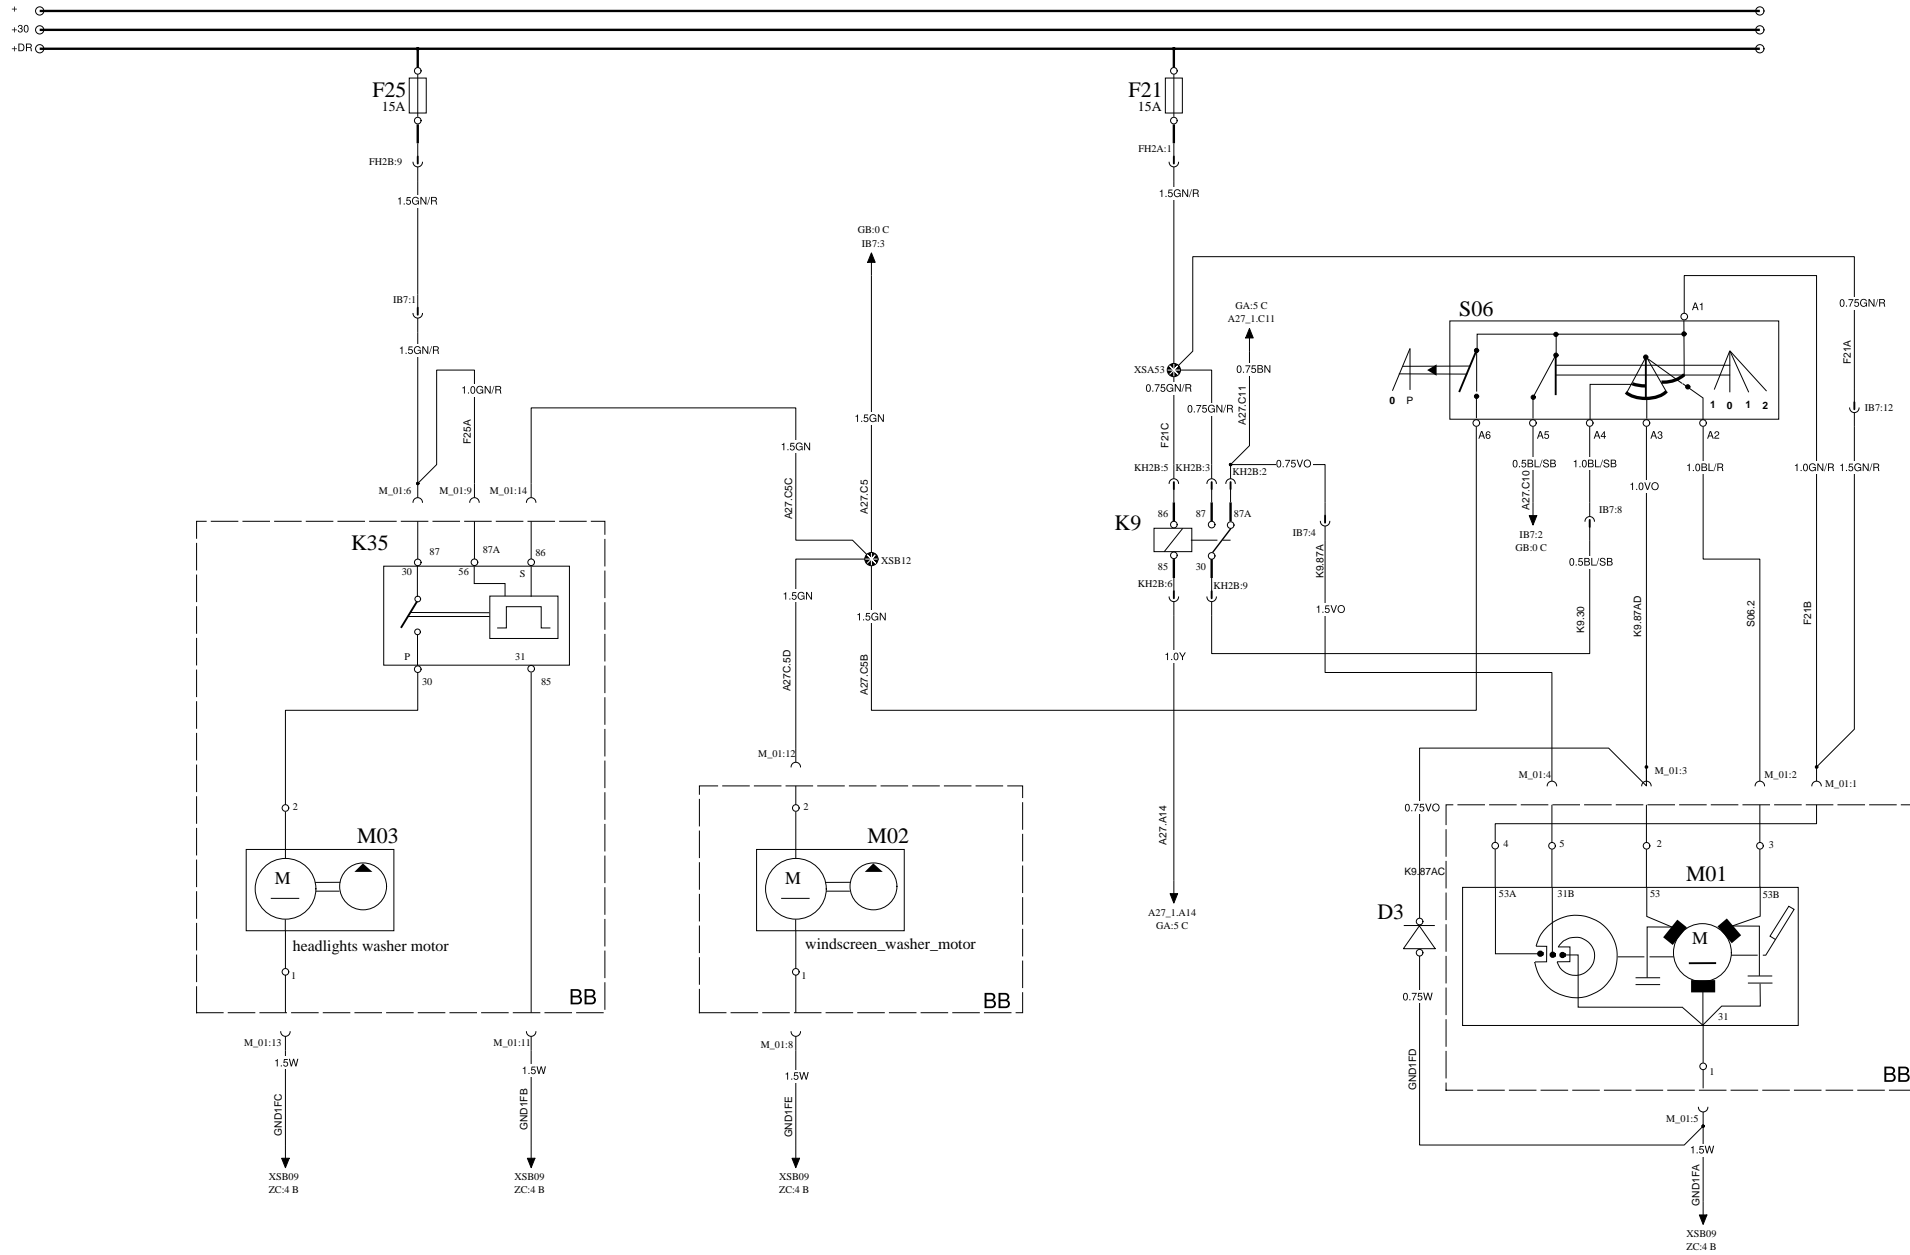 +
+30
+DR
F25
15A
F21
15A
FH2B:9
FH2A:1
1.5GN/R
1.5GN/R
GB:0 C
IB7:3
IB7:1
GA:5 C
A27_1.C11
S06
A1
0.75GN/R
1.5GN/R
F21A
XSA53
0.75BN
0.75GN/R
1.0GN/R
0 P
0.75GN/R
A27.C11
1 0 1 2
IB7:12
1.5GN
F25A
F21C
A6 A5 A4 A3 A2
1.5GN
KH2B:5 KH2B:3 KH2B:2
0.75VO
0.5BL/SB
1.0BL/SB
1.0BL/R
1.0GN/R
1.5GN/R
M_01:6 M_01:9 M_01:14
A27.C5C
A27.C5
A27.C10
1.0VO
K9
86 87 87A
IB7:4
IB7:8
IB7:2
GB:0 C
K35
87 87A 86
30 56 S
XSB12
85 30
K9.87A
0.5BL/SB
KH2B:6 KH2B:9
1.5GN
1.5GN
1.5VO
K9.30
K9.87AD
S06.2
F21B
P 31
30 85
A27C.5D
A27.C5B
1.0Y
M_01:12
M_01:4
M_01:3
M_01:2
M_01:1
2
2
0.75VO
M03
M02
A27.A14
4 5 2 3
K9.87AC
M01
M
M
53A 31B 53 53B
A27_1.A14
GA:5 C
D3
M
headlights washer motor
windscreen_washer_motor
1
1
BB
BB
0.75W
31
M_01:13
M_01:11
M_01:8
1.5W
1.5W
1.5W
GND1FD
1
BB
GND1FC
GND1FB
GND1FE
M_01:5
1.5W
XSB09
ZC:4 B
XSB09
ZC:4 B
XSB09
ZC:4 B
GND1FA
XSB09
ZC:4 B